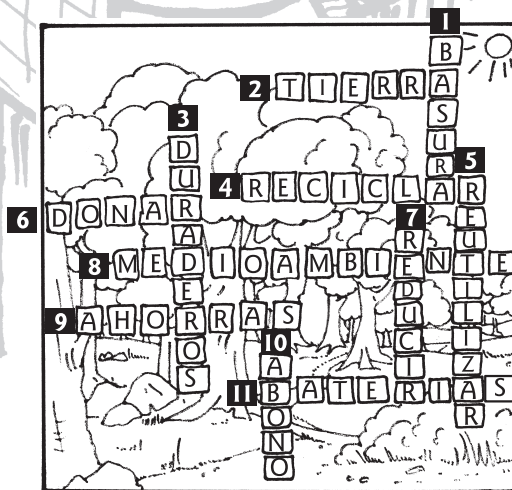 1 BASURA
2 TIERRA
3 DURADEROS
4 RECICLAR
5 REUTILIZAR
6 DONAR
7 REDUCIR
8 MEDIOAMBIENTE
9 AHORRAS
10 ABONO
11 BATERIAS